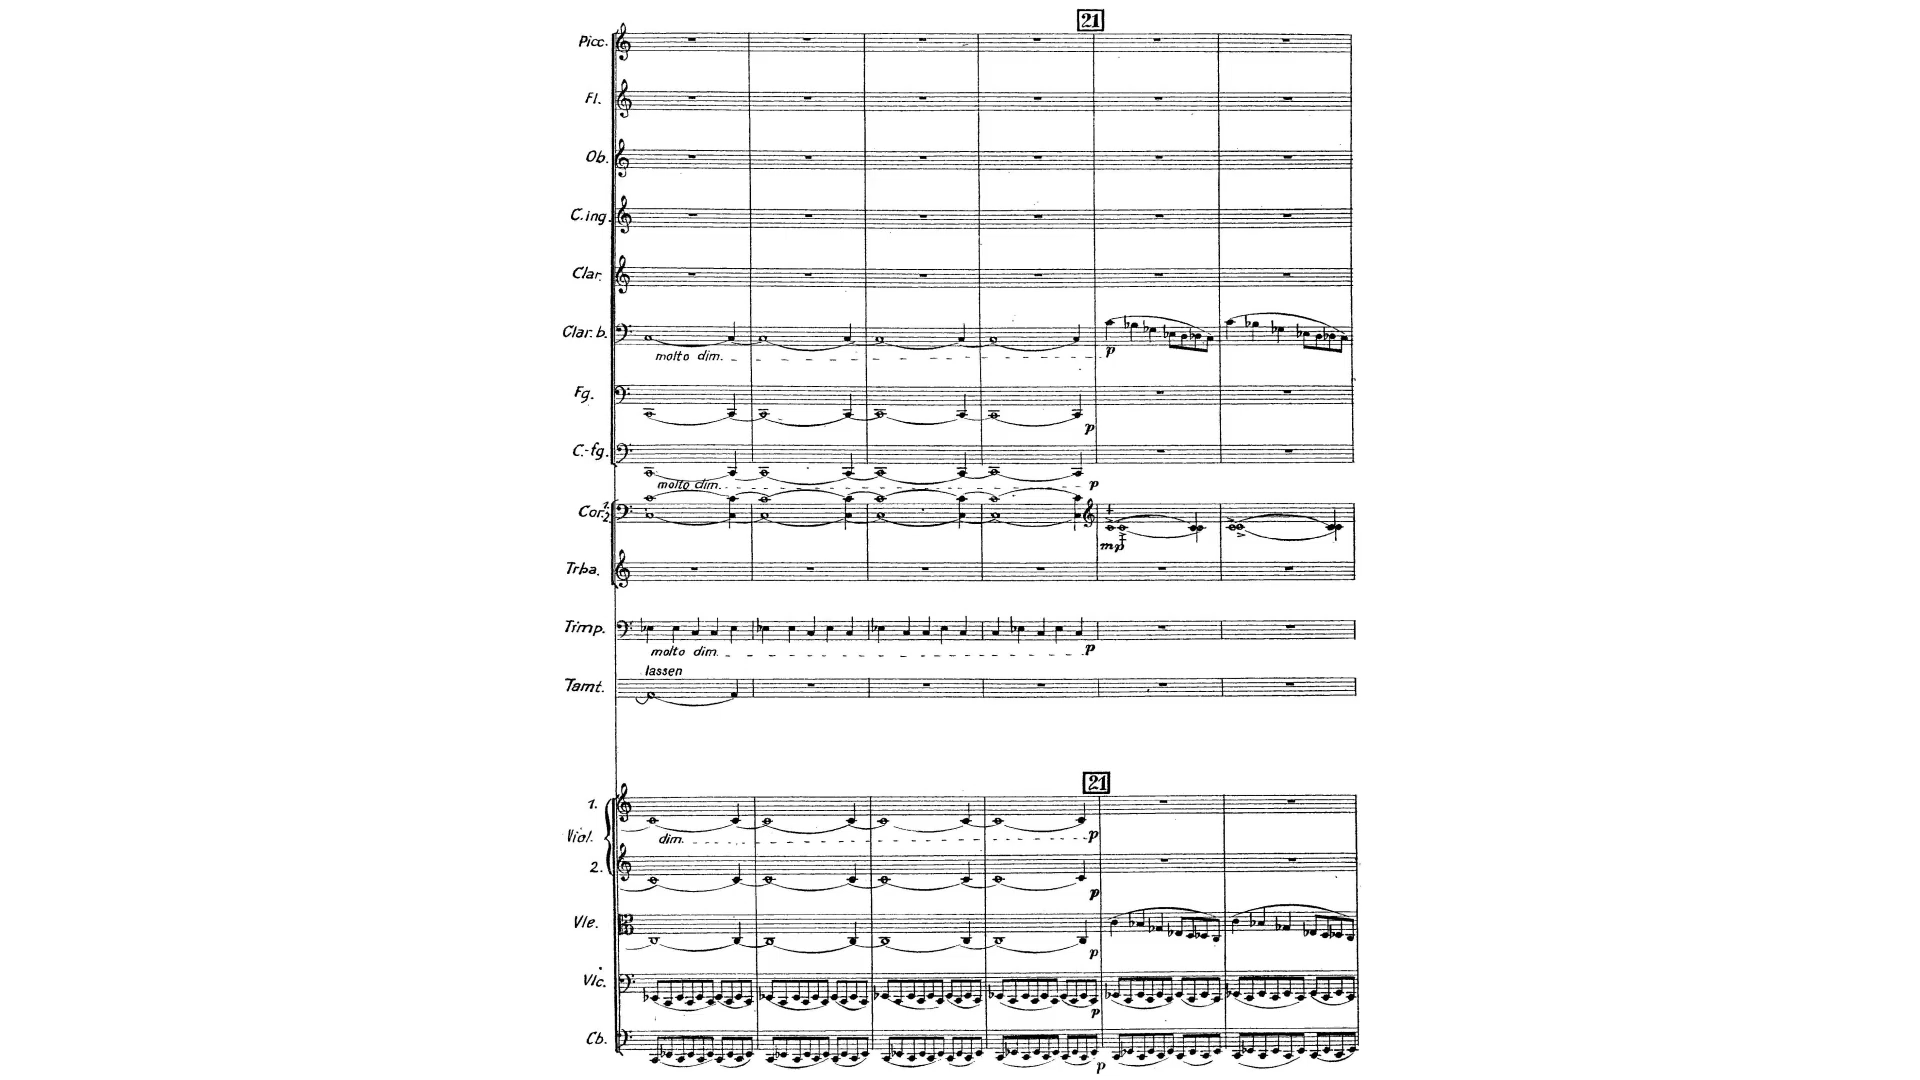 21
Picc.
Fl.
Ob.
C.ing.
Clar.
Clar. b.
molto dim.
p
Fg.
p
C.-fg.
molto dim.
p
Cor. 1. 2.
mp
Trba.
Timp.
molto dim.
p
lassen
Tamt.
21
1.
Viol.
dim.
p
2.
p
Vle.
p
Vlc.
p
Cb.
p